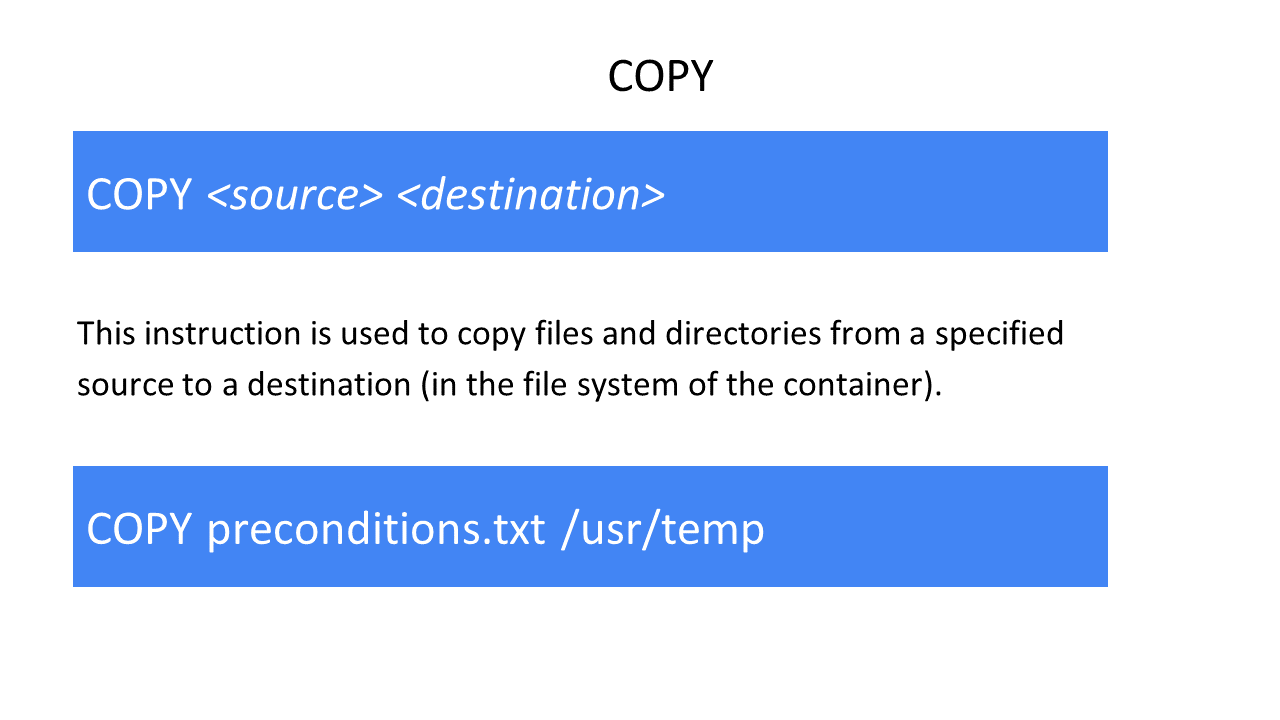 COPY
COPY <source> <destination>
This instruction is used to copy files and directories from a specified
source to a destination (in the file system of the container).
COPY preconditions.txt /usr/temp